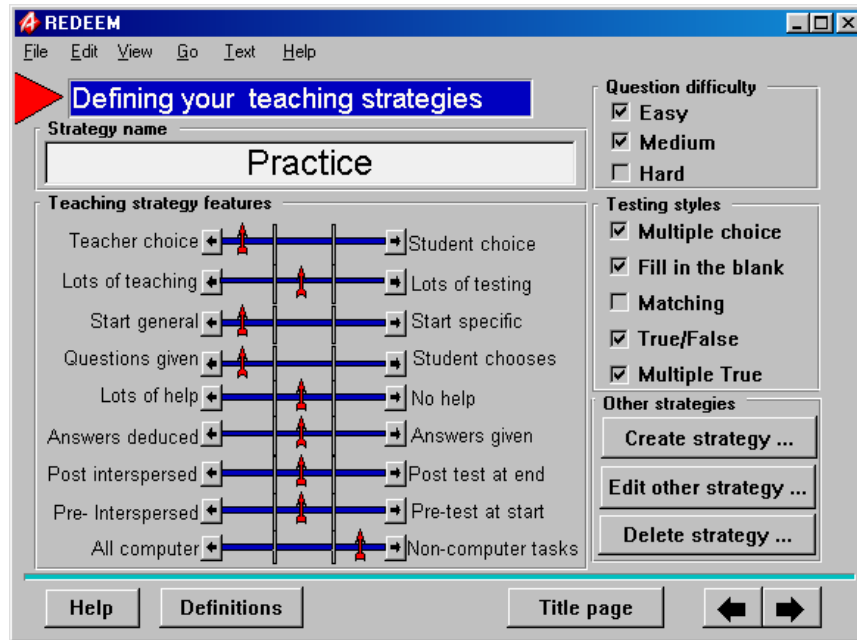 REDEEM
File Edit View Go Text Help
Defining your teaching strategies
Strategy name
Practice
Teaching strategy features
Teacher choice Student choice
Lots of teaching Lots of testing
Start general Start specific
Questions given Student chooses
Lots of help No help
Answers deduced Answers given
Post interspersed Post test at end
Pre- Interspersed Pre-test at start
All computer Non-computer tasks
Question difficulty
Easy
Medium
Hard
Testing styles
Multiple choice
Fill in the blank
Matching
True/False
Multiple True
Other strategies
Create strategy ...
Edit other strategy ...
Delete strategy ...
Help Definitions Title page